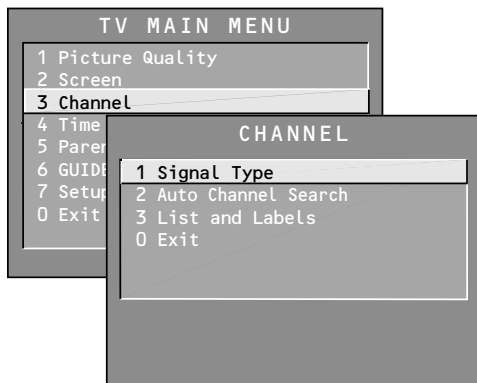 TV MAIN MENU
1 Picture Quality
2 Screen
3 Channel
4 Time
5 Paren
6 GUIDE
7 Setup
0 Exit
CHANNEL
1 Signal Type
2 Auto Channel Search
3 List and Labels
0 Exit